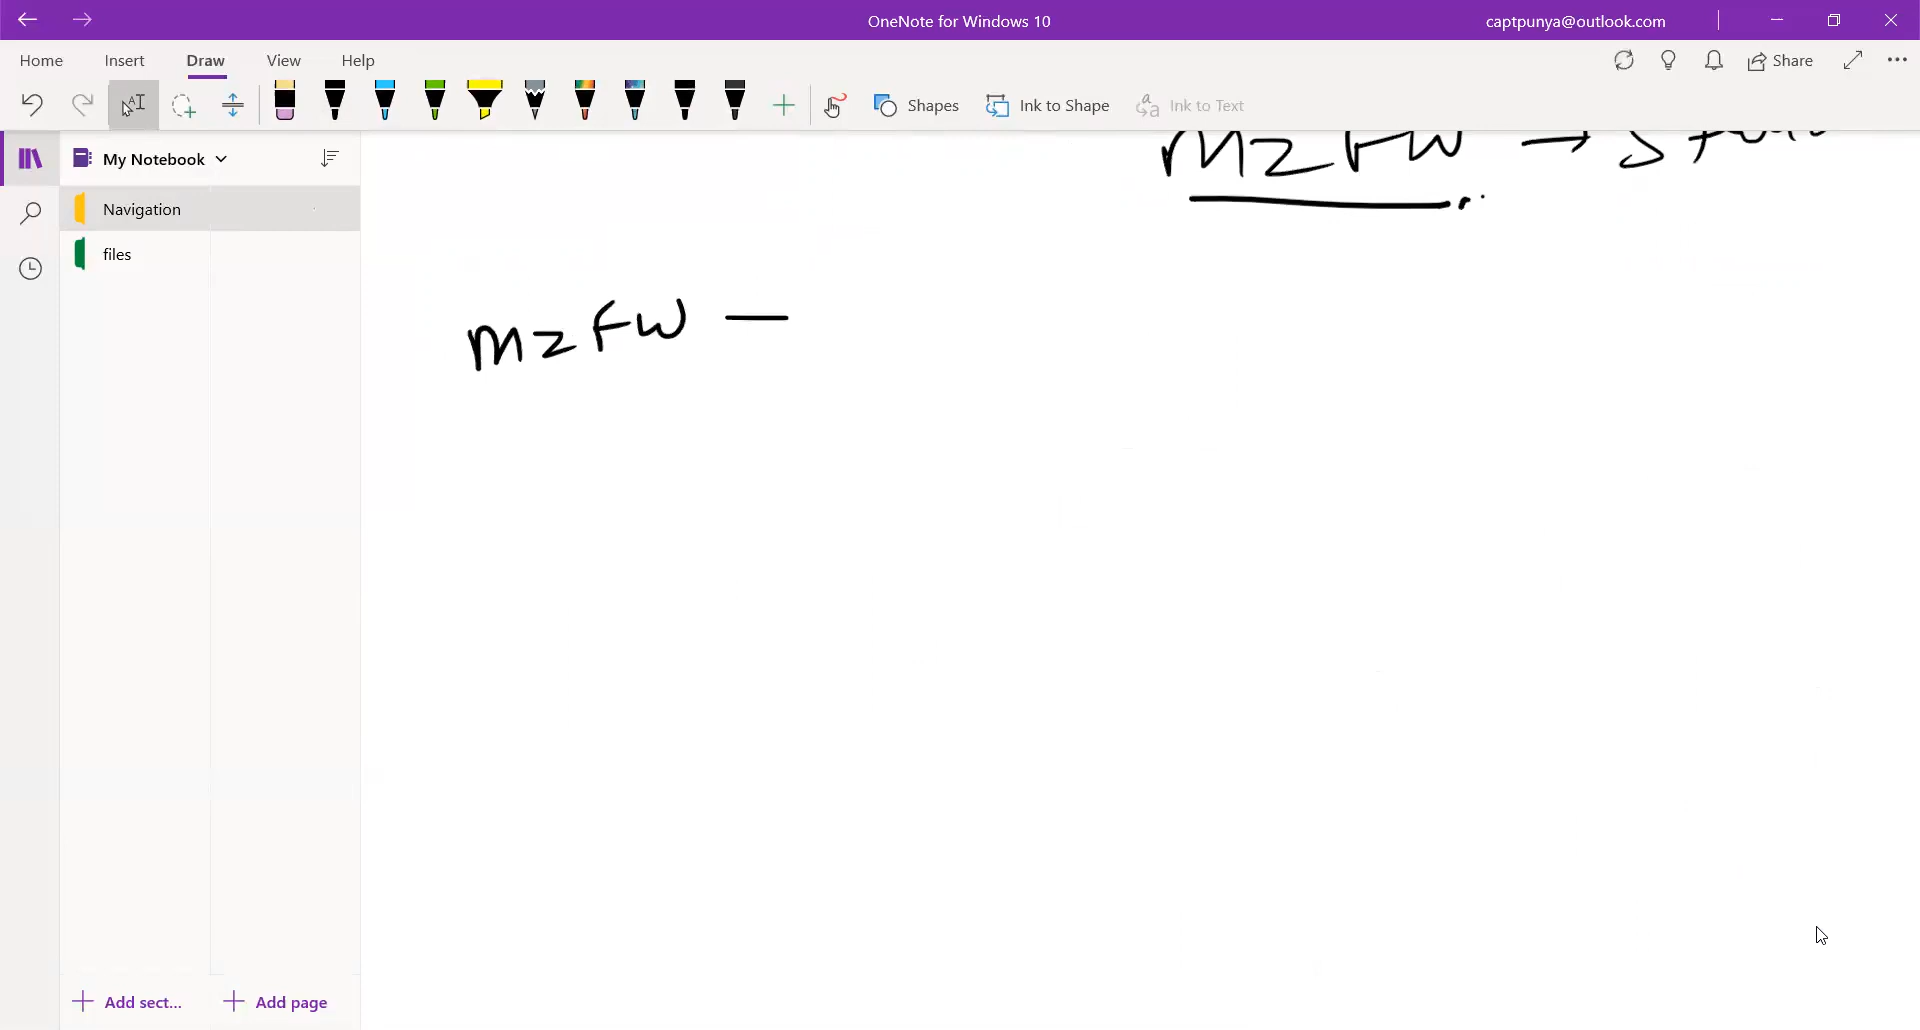 OneNote for Windows 10
captpunya@outlook.com
Home Insert Draw View Help
Share
Shapes
Ink to Shape
Ink to Text
My Notebook
Navigation
files
mzFw →
mzFw —
Add sect...
Add page